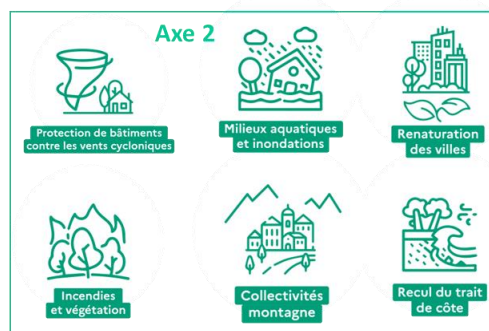 Axe 2
Protection de bâtiments
contre les vents cycloniques
Milieux aquatiques
et inondations
Renaturation
des villes
Incendies
et végétation
Collectivités
montagne
Recul du trait
de côte